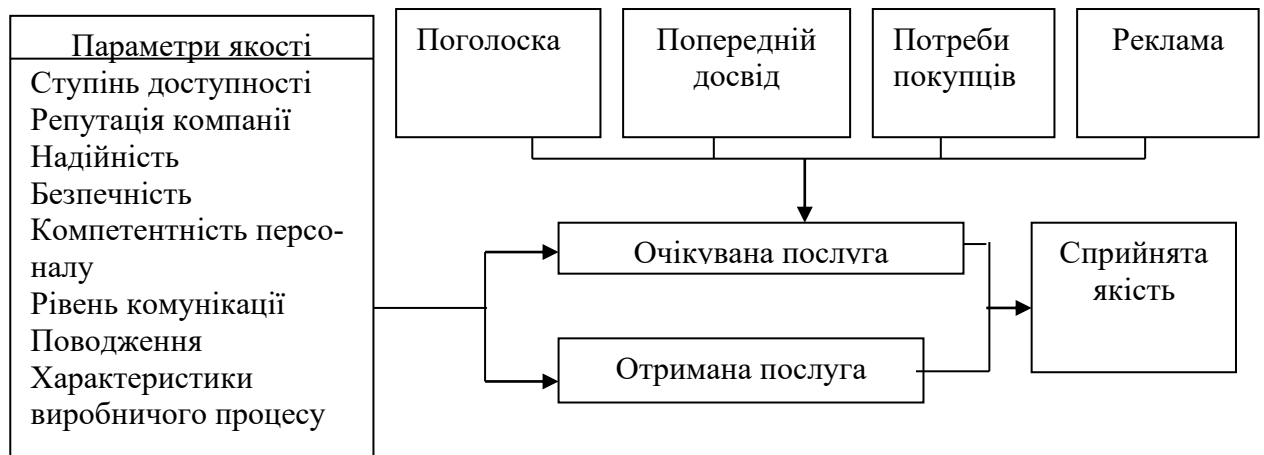 Параметри якості
Ступінь доступності
Репутація компанії
Надійність
Безпечність
Компетентність персо-
налу
Рівень комунікації
Поводження
Характеристики
виробничого процесу
Поголоска
Попередній
досвід
Потреби
покупців
Реклама
Очікувана послуга
Отримана послуга
Сприйнята
якість